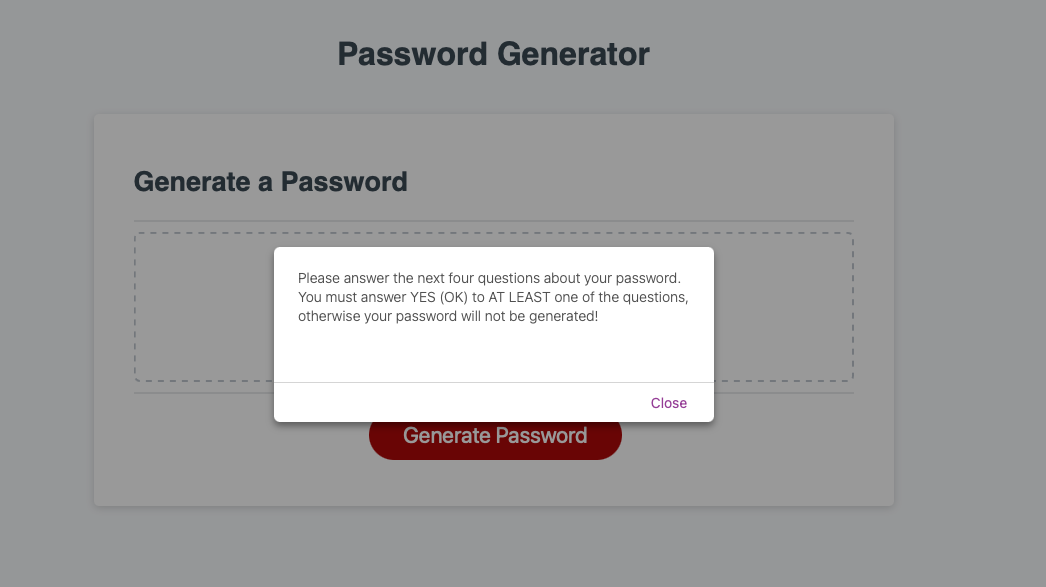 Password Generator
Generate a Password
Please answer the next four questions about your password.
You must answer YES (OK) to AT LEAST one of the questions,
otherwise your password will not be generated!
Close
Generate Password